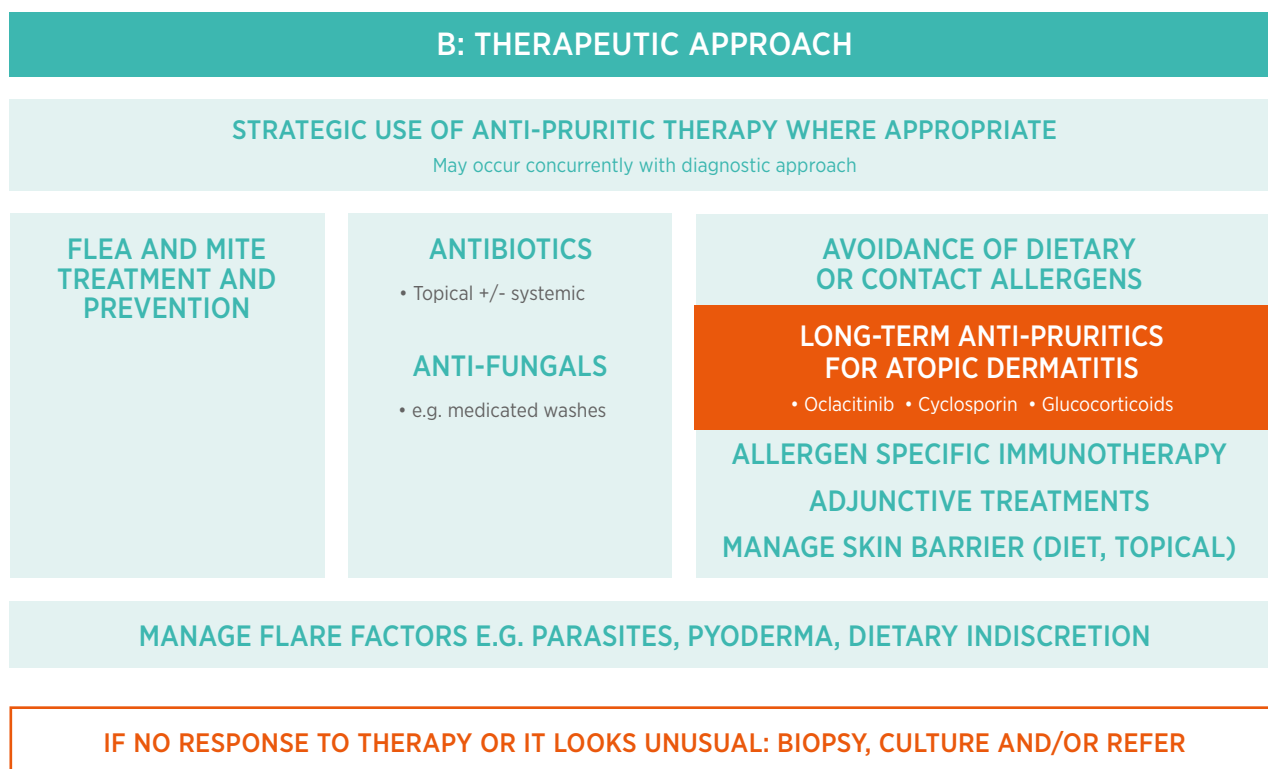 B: THERAPEUTIC APPROACH
STRATEGIC USE OF ANTI-PRURITIC THERAPY WHERE APPROPRIATE
May occur concurrently with diagnostic approach
FLEA AND MITE
TREATMENT AND
PREVENTION
ANTIBIOTICS
• Topical +/- systemic
ANTI-FUNGALS
• e.g. medicated washes
AVOIDANCE OF DIETARY
OR CONTACT ALLERGENS
LONG-TERM ANTI-PRURITICS
FOR ATOPIC DERMATITIS
• Oclacitinib • Cyclosporin • Glucocorticoids
ALLERGEN SPECIFIC IMMUNOTHERAPY
ADJUNCTIVE TREATMENTS
MANAGE SKIN BARRIER (DIET, TOPICAL)
MANAGE FLARE FACTORS E.G. PARASITES, PYODERMA, DIETARY INDISCRETION
IF NO RESPONSE TO THERAPY OR IT LOOKS UNUSUAL: BIOPSY, CULTURE AND/OR REFER